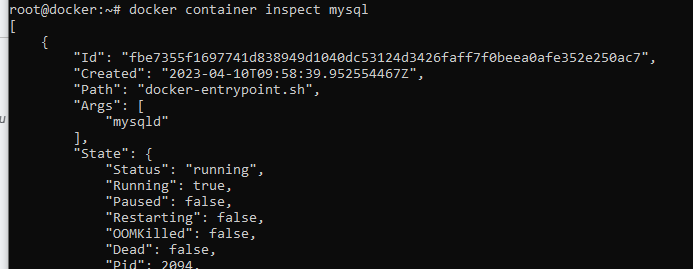 root@docker:~# docker container inspect mysql
[
    {
        "Id": "fbe7355f1697741d838949d1040dc53124d3426faff7f0beea0afe352e250ac7",
        "Created": "2023-04-10T09:58:39.952554467Z",
        "Path": "docker-entrypoint.sh",
        "Args": [
            "mysqld"
        ],
        "State": {
            "Status": "running",
            "Running": true,
            "Paused": false,
            "Restarting": false,
            "OOMKilled": false,
            "Dead": false,
            "Pid": 2094,